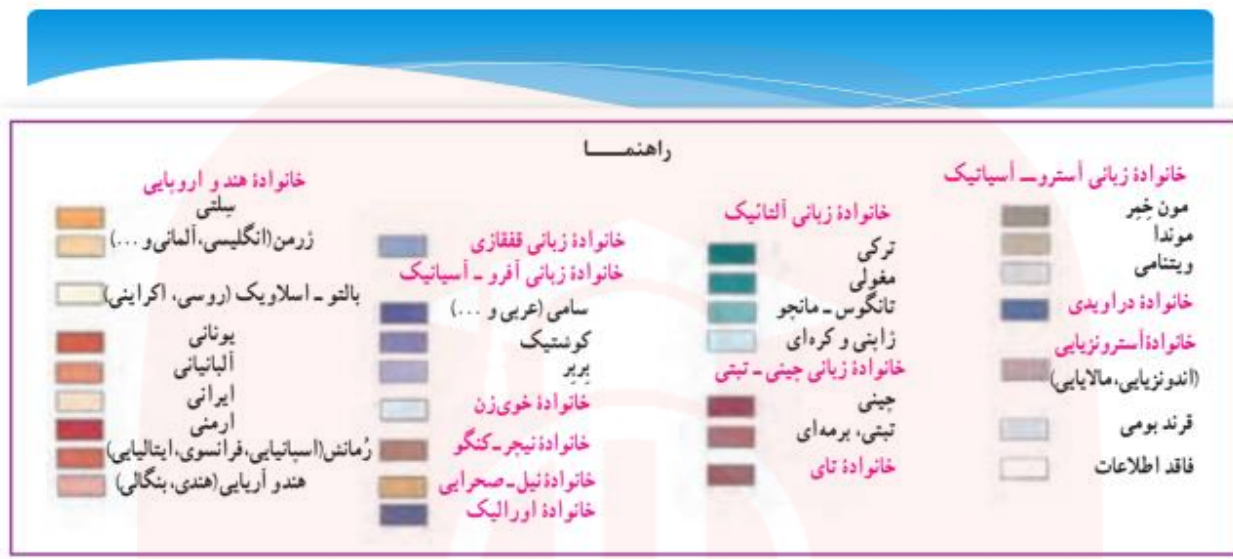 راهنمـــا
خانوادهٔ زبانی آسترو ـ آسیاتیک
مون خِمِر
موندا
ویتنامی
خانوادهٔ دراویدی
خانوادهٔ آسترونزیایی
(اندونزیایی، مالایایی)
قرند بومی
فاقد اطلاعات
خانوادهٔ زبانی آلتائیک
ترکی
مغولی
تانگوس ـ مانچو
ژاپنی و کره‌ای
خانوادهٔ زبانی چینی ـ تبتی
چینی
تبتی، برمه‌ای
خانوادهٔ تای
خانوادهٔ زبانی قفقازی
خانوادهٔ زبانی آفرو ـ آسیاتیک
سامی (عربی و ...)
کوشتیک
بِربِر
خانوادهٔ خوی‌زن
خانوادهٔ نیجر ـ کنگو
خانوادهٔ نیل ـ صحرایی
خانوادهٔ اورالیک
خانوادهٔ هند و اروپایی
سِلتی
ژرمن (انگلیسی، آلمانی و ...)
بالتو ـ اسلاویک (روسی، اکراینی)
یونانی
آلبانیانی
ایرانی
ارمنی
رُمانش (اسپانیایی، فرانسوی، ایتالیایی)
هندو آریایی (هندی، بنگالی)